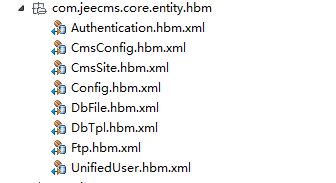 com.jeecms.core.entity.hbm
Authentication.hbm.xml
CmsConfig.hbm.xml
CmsSite.hbm.xml
Config.hbm.xml
DbFile.hbm.xml
DbTpl.hbm.xml
Ftp.hbm.xml
UnifiedUser.hbm.xml